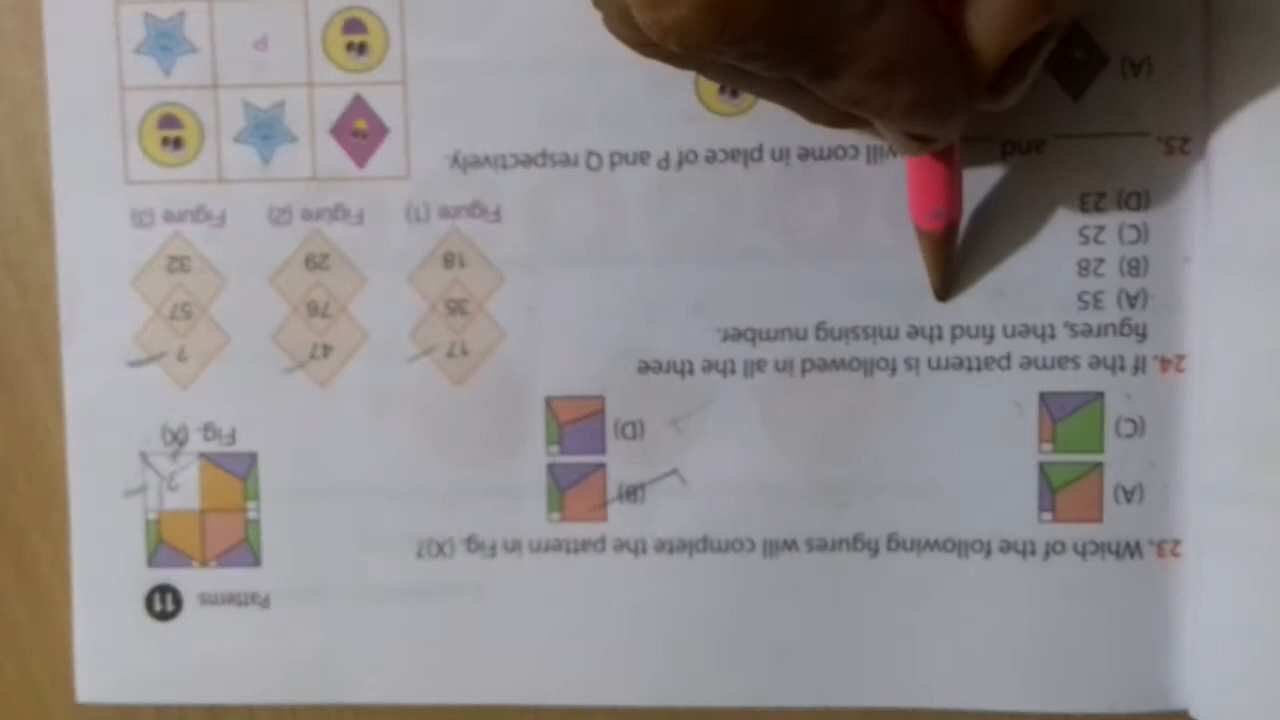 Patterns 11
23. Which of the following figures will complete the pattern in Fig. (X)?
(A)
(B)
(C)
(D)
?
Fig. (X)
24. If the same pattern is followed in all the three
figures, then find the missing number.
(A) 35
(B) 28
(C) 25
(D) 23
17 47 ?
35 76 57
18 29 32
Figure (1) Figure (2) Figure (3)
25. and will come in place of P and Q respectively.
(A)
P